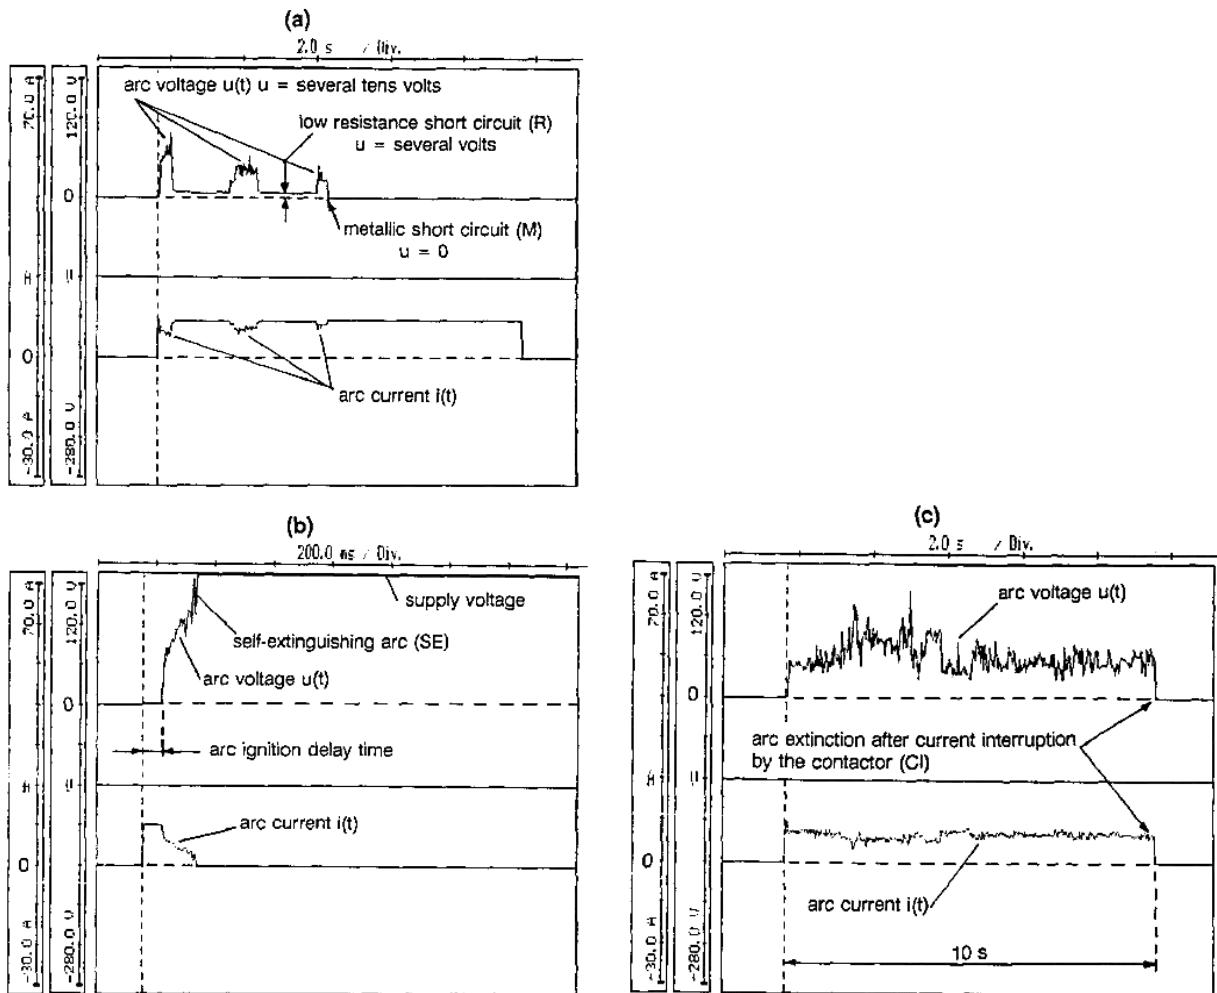 (a)
2.0 s / Div.
70.0 A
120.0 V
arc voltage u(t) u = several tens volts
low resistance short circuit (R)
u = several volts
0
metallic short circuit (M)
u = 0
0
arc current i(t)
-30.0 A
-280.0 V
(b)
200.0 ms / Div.
70.0 A
120.0 V
supply voltage
self-extinguishing arc (SE)
arc voltage u(t)
0
arc ignition delay time
arc current i(t)
0
-30.0 A
-280.0 V
(c)
2.0 s / Div.
70.0 A
120.0 V
arc voltage u(t)
0
arc extinction after current interruption
by the contactor (CI)
0
arc current i(t)
10 s
-30.0 A
-280.0 V